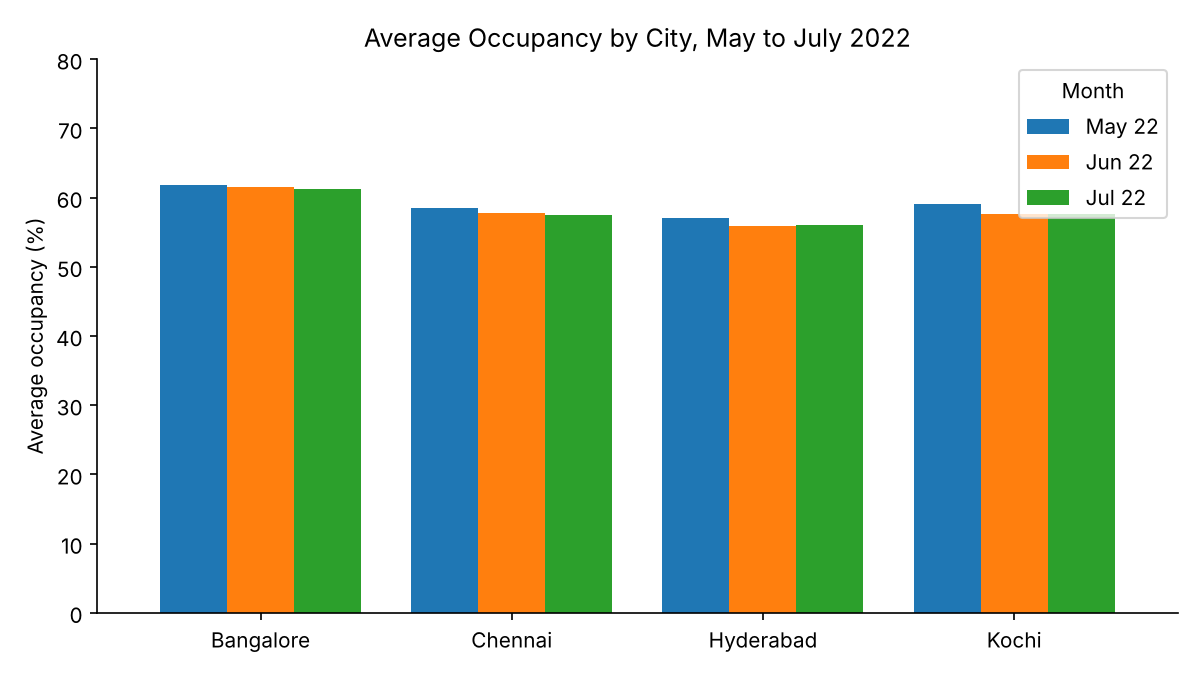 Average Occupancy by City, May to July 2022
Average occupancy (%)
80
70
60
50
40
30
20
10
0
Month
May 22
Jun 22
Jul 22
Bangalore
Chennai
Hyderabad
Kochi